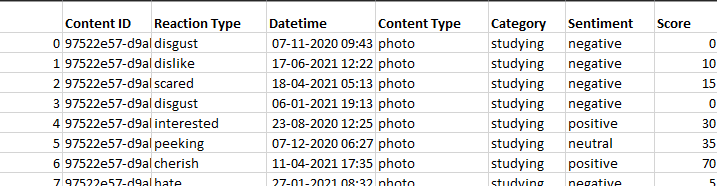 Content ID Reaction Type Datetime Content Type Category Sentiment Score
0 97522e57-d9al disgust 07-11-2020 09:43 photo studying negative 0
1 97522e57-d9al dislike 17-06-2021 12:22 photo studying negative 10
2 97522e57-d9al scared 18-04-2021 05:13 photo studying negative 15
3 97522e57-d9al disgust 06-01-2021 19:13 photo studying negative 0
4 97522e57-d9al interested 23-08-2020 12:25 photo studying positive 30
5 97522e57-d9al peeking 07-12-2020 06:27 photo studying neutral 35
6 97522e57-d9al cherish 11-04-2021 17:35 photo studying positive 70
7 97522e57-d9al hate 27-01-2021 08:32 photo studying negative 5